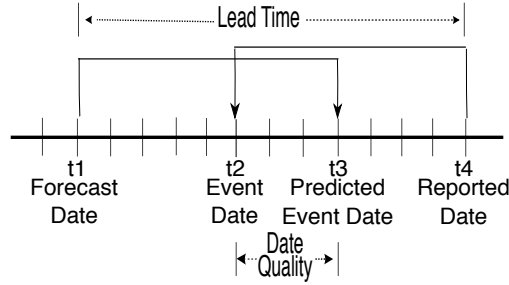 Lead Time
t1 t2 t3 t4
Forecast Event Predicted Reported
Date Date Event Date Date
Date
Quality